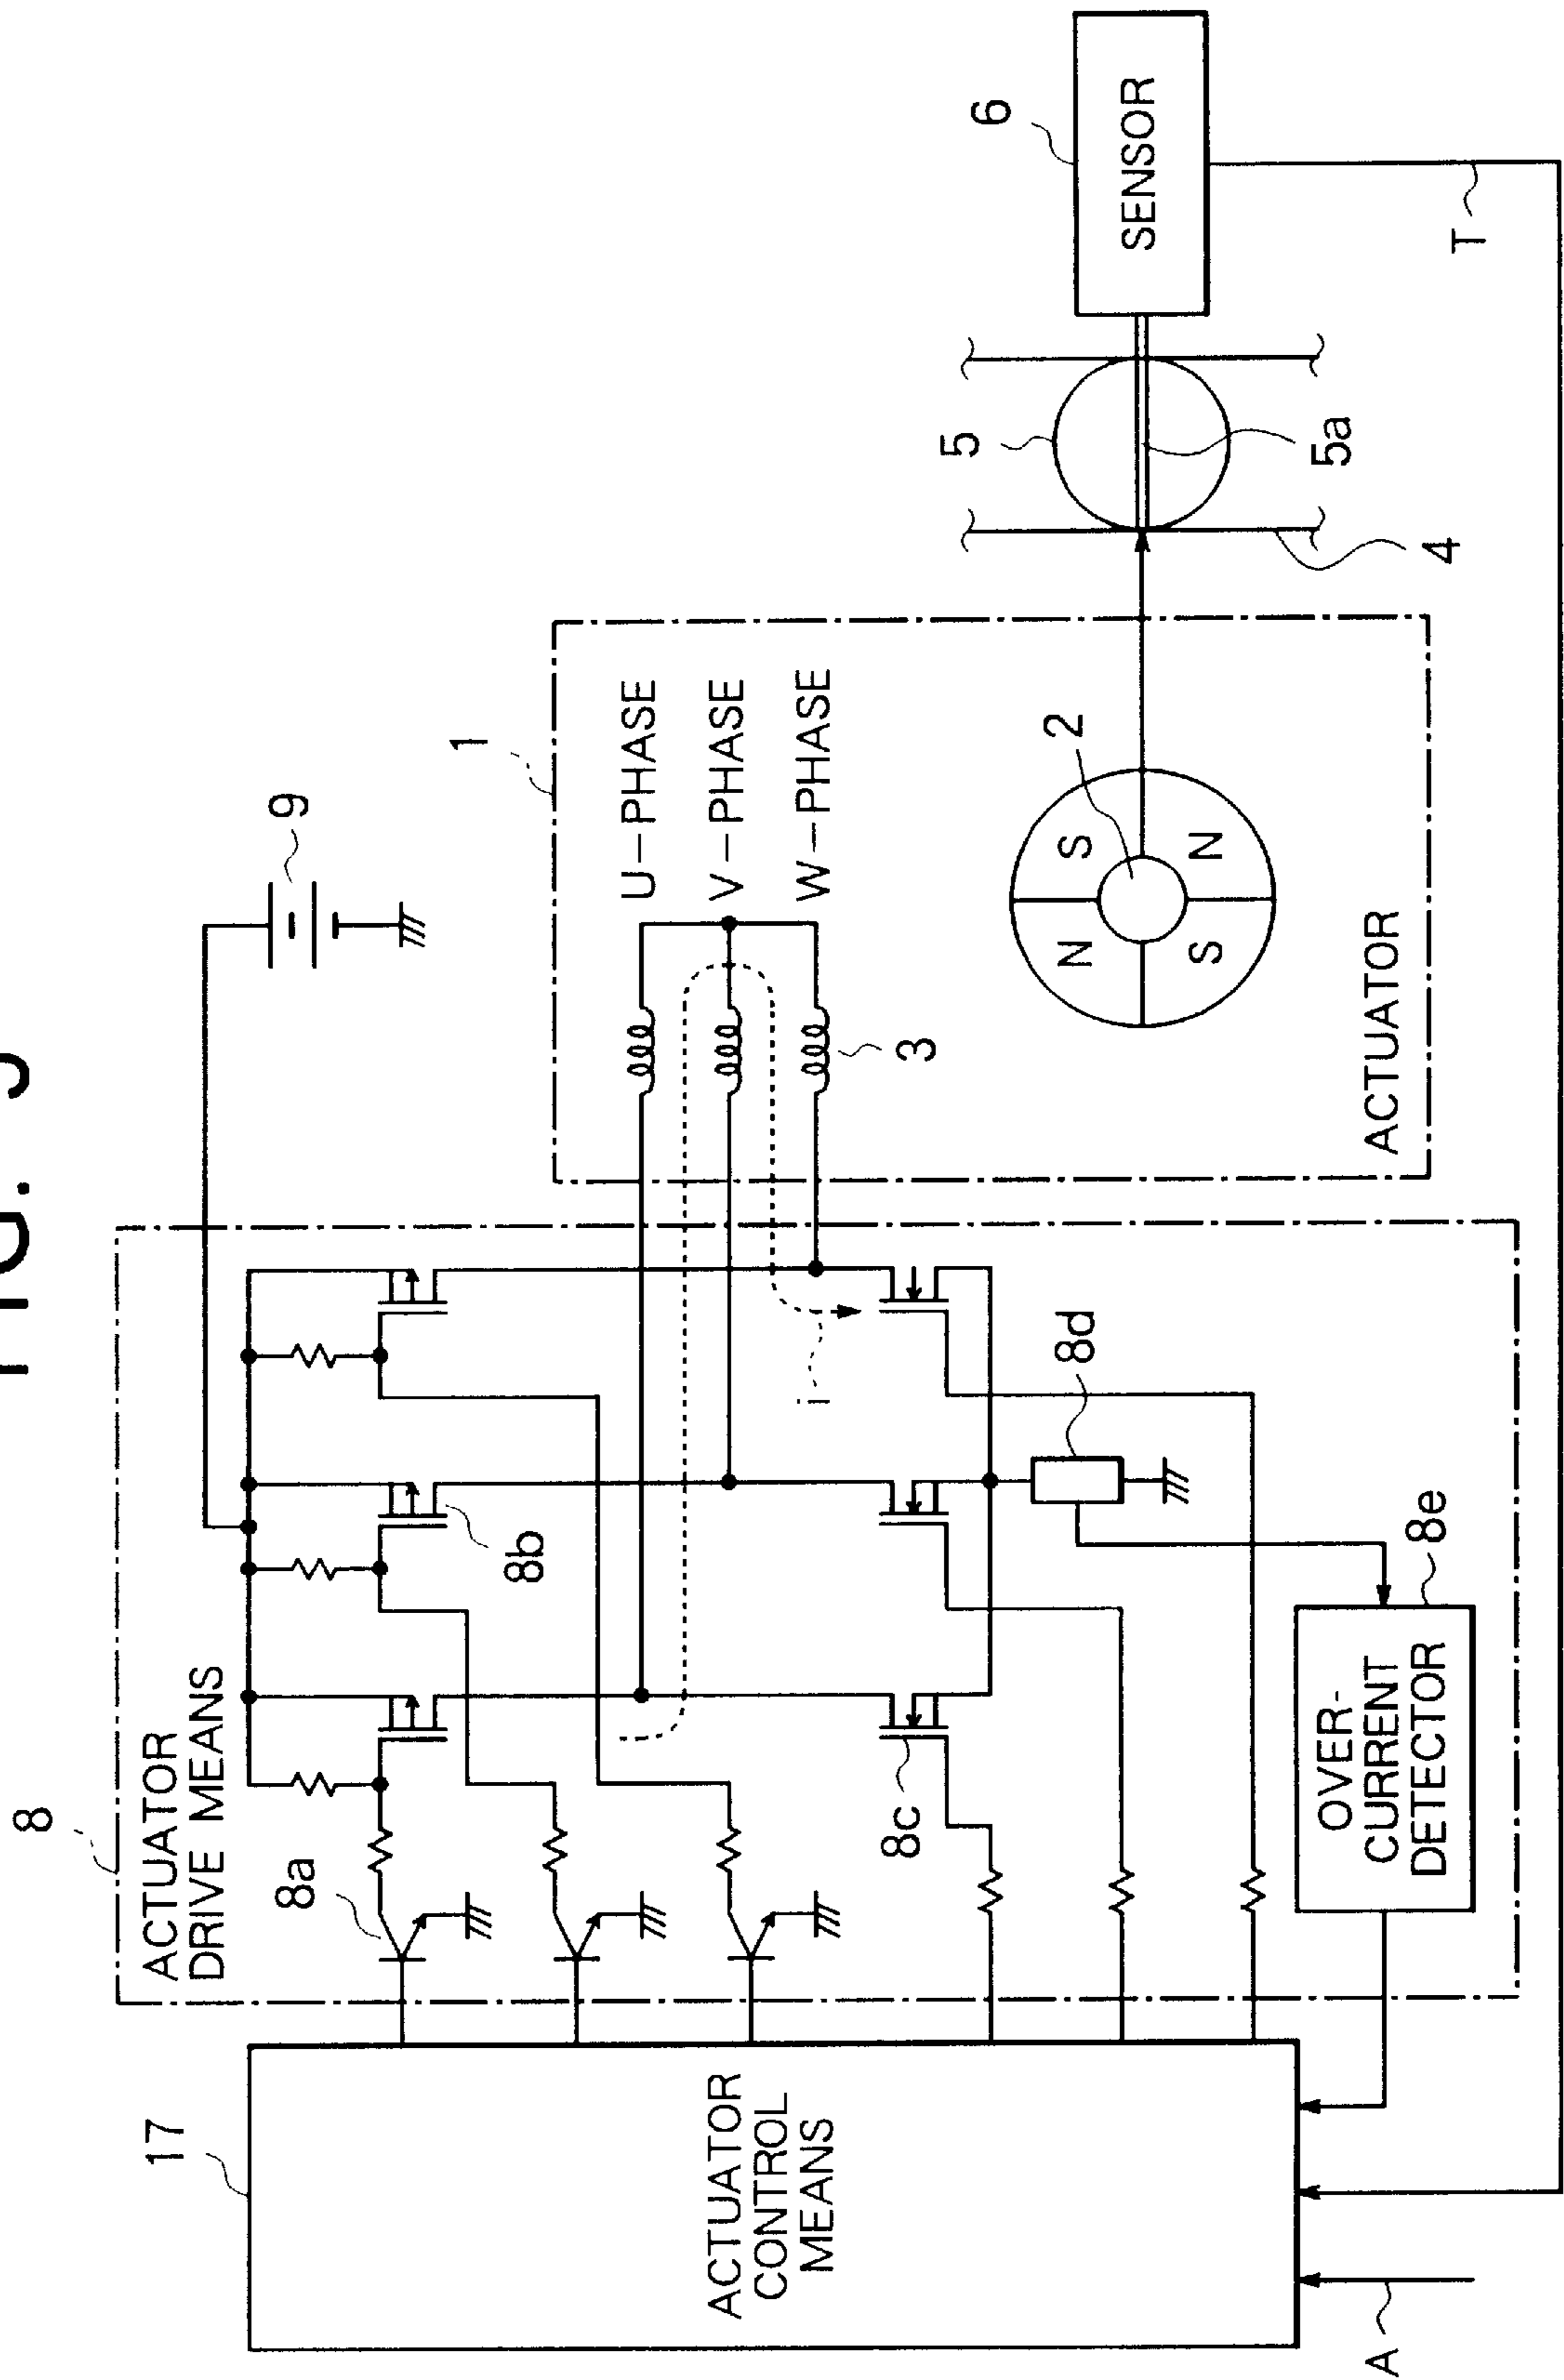 FIG.
8
ACTUATOR
DRIVE MEANS
17
8a
8b
8c
8d
8e
9
1
U-PHASE
V-PHASE
W-PHASE
3
i
2
N
S
S
N
ACTUATOR
ACTUATOR
CONTROL
MEANS
OVER-
CURRENT
DETECTOR
5
5a
4
6
SENSOR
T
A